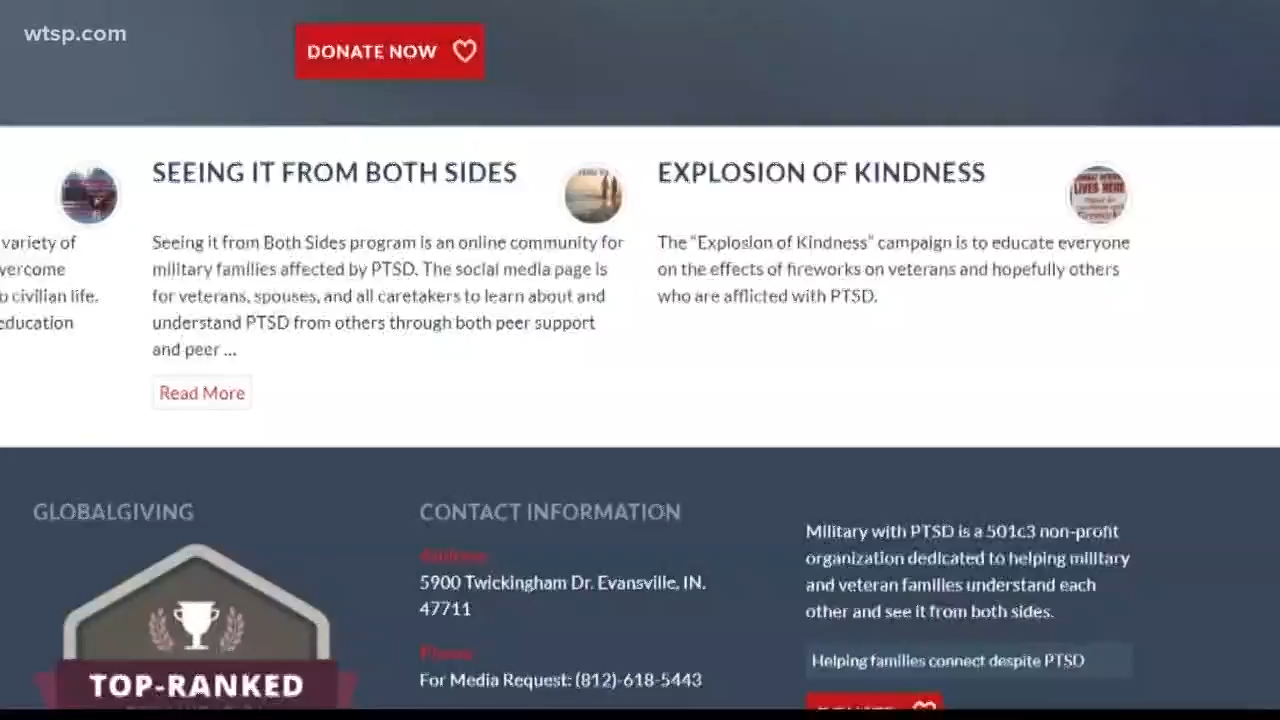 wtsp.com
DONATE NOW
variety of
vercome
o civilian life.
education
SEEING IT FROM BOTH SIDES
Seeing it from Both Sides program is an online community for
military families affected by PTSD. The social media page is
for veterans, spouses, and all caretakers to learn about and
understand PTSD from others through both peer support
and peer ...
Read More
EXPLOSION OF KINDNESS
LIVES HERE
The “Explosion of Kindness” campaign is to educate everyone
on the effects of fireworks on veterans and hopefully others
who are afflicted with PTSD.
GLOBALGIVING
TOP-RANKED
CONTACT INFORMATION
Address:
5900 Twickingham Dr. Evansville, IN.
47711
Phone:
For Media Request: (812)-618-5443
Military with PTSD is a 501c3 non-profit
organization dedicated to helping military
and veteran families understand each
other and see it from both sides.
Helping families connect despite PTSD
DONATE